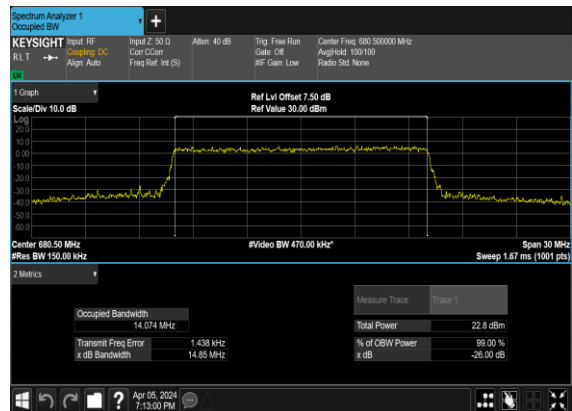 Spectrum Analyzer 1
Occupied BW
+
KEYSIGHT
RLT
LW
Input: RF
Coupling: DC
Align: Auto
Input Z: 50 Ω
Corr CCorr
Freq Ref: Int (S)
Atten: 40 dB
Trig: Free Run
Gate: Off
#IF Gain: Low
Center Freq: 680.500000 MHz
Avg|Hold: 100/100
Radio Std: None
1 Graph
Scale/Div 10.0 dB
Ref Lvl Offset 7.50 dB
Ref Value 30.00 dBm
Log
20.0
10.0
0.00
-10.0
-20.0
-30.0
-40.0
-50.0
-60.0
Center 680.50 MHz
#Video BW 470.00 kHz*
Span 30 MHz
#Res BW 150.00 kHz
Sweep 1.67 ms (1001 pts)
2 Metrics
Measure Trace
Trace 1
Occupied Bandwidth
14.074 MHz
Total Power
22.8 dBm
Transmit Freq Error
1.438 kHz
% of OBW Power
99.00 %
x dB Bandwidth
14.85 MHz
x dB
-26.00 dB
?
Apr 05, 2024
7:13:00 PM